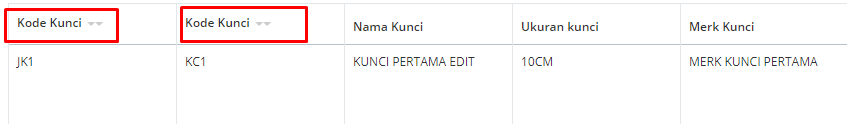 Kode Kunci Kode Kunci Nama Kunci Ukuran kunci Merk Kunci
JK1 KC1 KUNCI PERTAMA EDIT 10CM MERK KUNCI PERTAMA